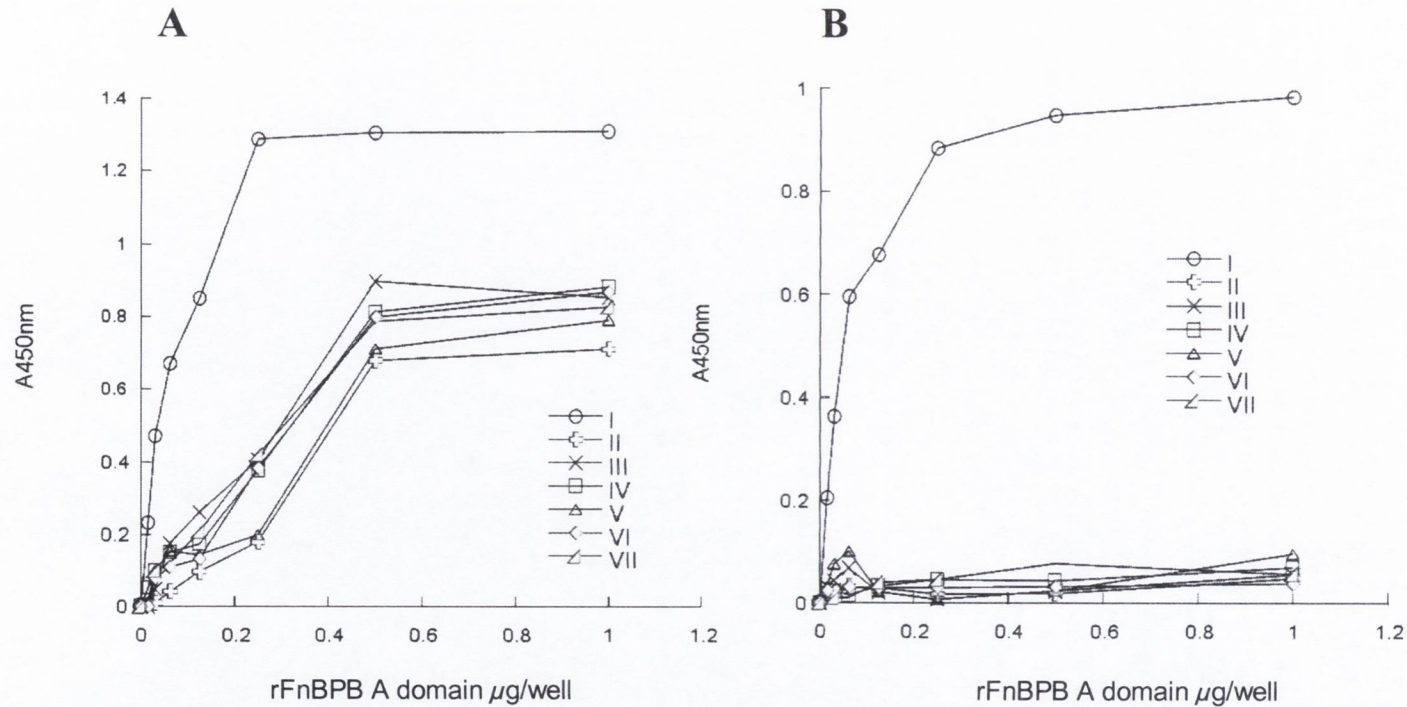 A
1.4
1.2
1
0.8
0.6
0.4
0.2
0
A450nm
0 0.2 0.4 0.6 0.8 1 1.2
rFnBPB A domain µg/well
I
II
III
IV
V
VI
VII
B
1
0.8
0.6
0.4
0.2
0
A450nm
0 0.2 0.4 0.6 0.8 1 1.2
rFnBPB A domain µg/well
I
II
III
IV
V
VI
VII